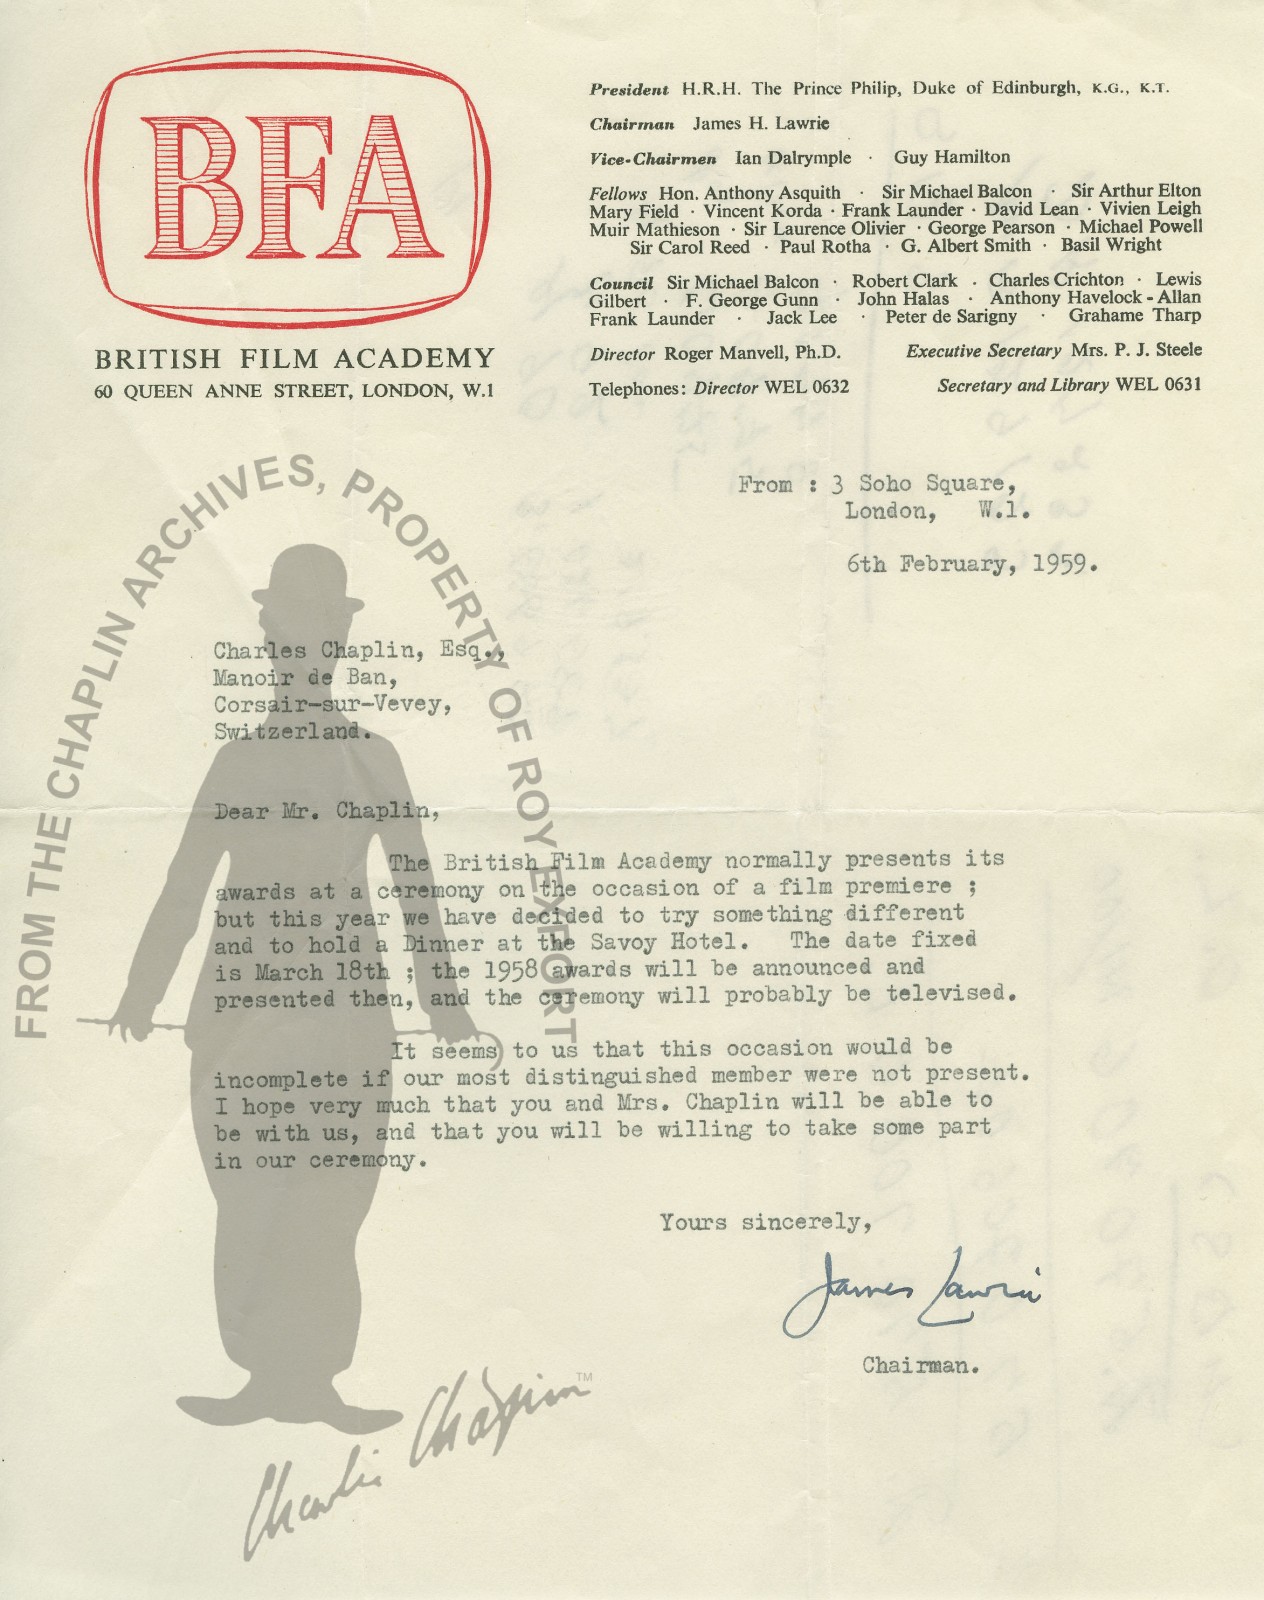 BFA
BRITISH FILM ACADEMY
60 QUEEN ANNE STREET, LONDON, W.1
President H.R.H. The Prince Philip, Duke of Edinburgh, K.G., K.T.
Chairman James H. Lawrie
Vice-Chairmen Ian Dalrymple · Guy Hamilton
Fellows Hon. Anthony Asquith · Sir Michael Balcon · Sir Arthur Elton
Mary Field · Vincent Korda · Frank Launder · David Lean · Vivien Leigh
Muir Mathieson · Sir Laurence Olivier · George Pearson · Michael Powell
Sir Carol Reed · Paul Rotha · G. Albert Smith · Basil Wright
Council Sir Michael Balcon · Robert Clark · Charles Crichton · Lewis
Gilbert · F. George Gunn · John Halas · Anthony Havelock-Allan
Frank Launder · Jack Lee · Peter de Sarigny · Grahame Tharp
Director Roger Manvell, Ph.D. Executive Secretary Mrs. P. J. Steele
Telephones: Director WEL 0632 Secretary and Library WEL 0631
From : 3 Soho Square,
London, W.1.
6th February, 1959.
Charles Chaplin, Esq.,
Manoir de Ban,
Corsair-sur-Vevey,
Switzerland.
Dear Mr. Chaplin,
The British Film Academy normally presents its
awards at a ceremony on the occasion of a film premiere ;
but this year we have decided to try something different
and to hold a Dinner at the Savoy Hotel. The date fixed
is March 18th ; the 1958 awards will be announced and
presented then, and the ceremony will probably be televised.
It seems to us that this occasion would be
incomplete if our most distinguished member were not present.
I hope very much that you and Mrs. Chaplin will be able to
be with us, and that you will be willing to take some part
in our ceremony.
Yours sincerely,
James Lawrie
Chairman.
FROM THE CHAPLIN ARCHIVES, PROPERTY OF ROY EXPORT
Charlie Chaplin™